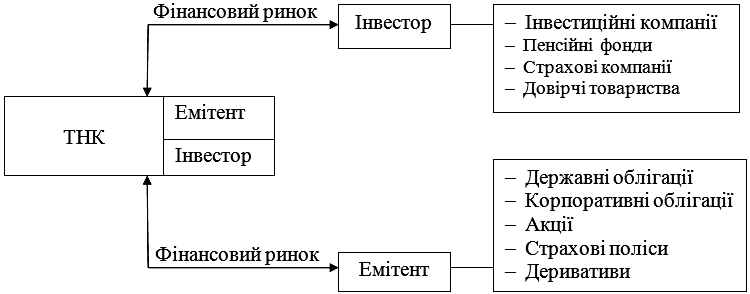 Фінансовий ринок
Інвестор
– Інвестиційні компанії
– Пенсійні фонди
– Страхові компанії
– Довірчі товариства
ТНК
Емітент
Інвестор
Фінансовий ринок
Емітент
– Державні облігації
– Корпоративні облігації
– Акції
– Страхові поліси
– Деривативи